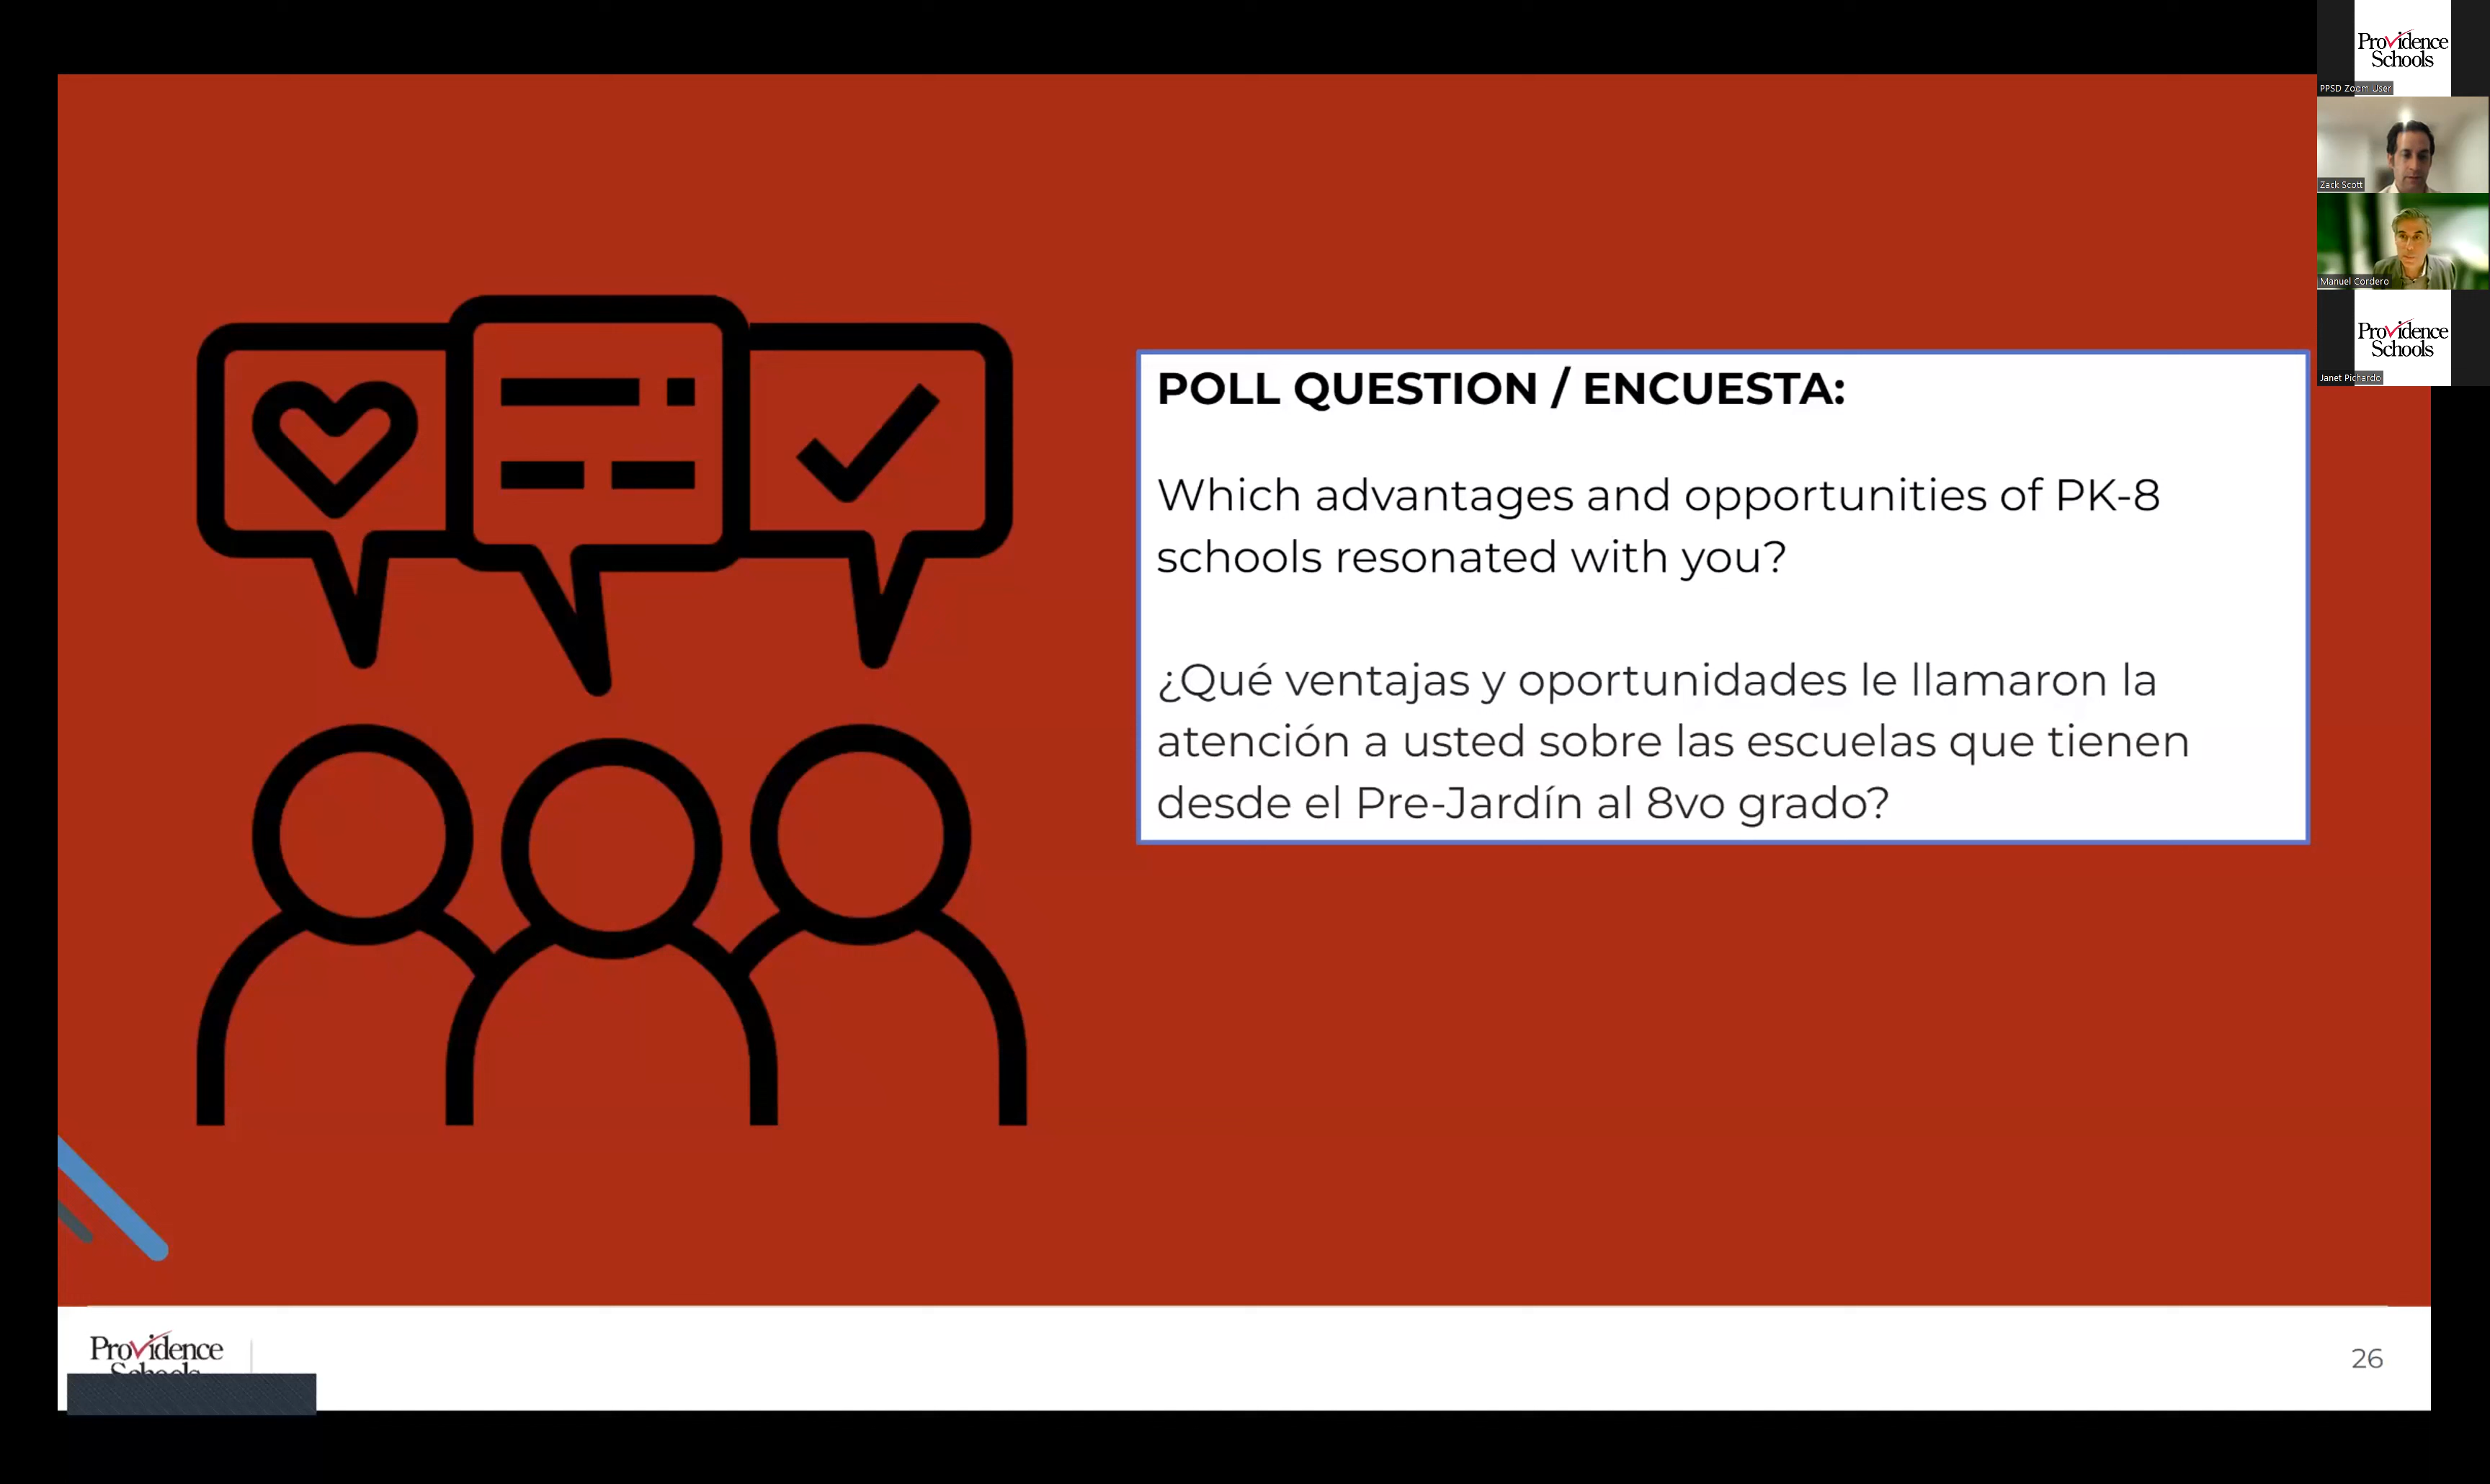 POLL QUESTION / ENCUESTA:
Which advantages and opportunities of PK-8
schools resonated with you?
¿Qué ventajas y oportunidades le llamaron la
atención a usted sobre las escuelas que tienen
desde el Pre-Jardín al 8vo grado?
Providence
Schools
26
Providence
Schools
PPSD Zoom User
Zack Scott
Manuel Cordero
Providence
Schools
Janet Pichardo